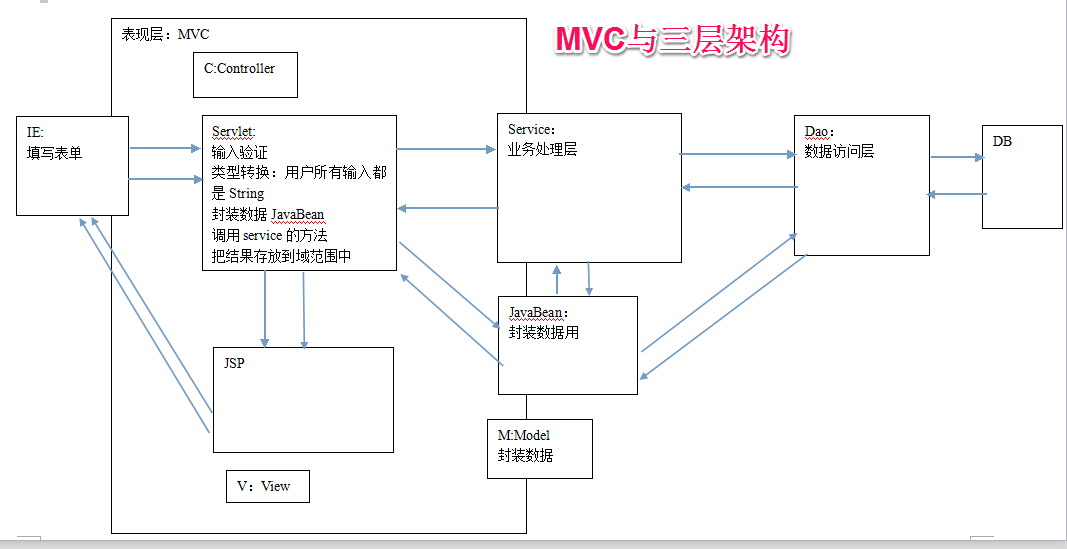 MVC与三层架构
表现层：MVC
C:Controller
IE:
填写表单
Servlet:
输入验证
类型转换：用户所有输入都
是 String
封装数据 JavaBean
调用 service 的方法
把结果存放到域范围中
Service：
业务处理层
Dao：
数据访问层
DB
JavaBean：
封装数据用
JSP
M:Model
封装数据
V：View